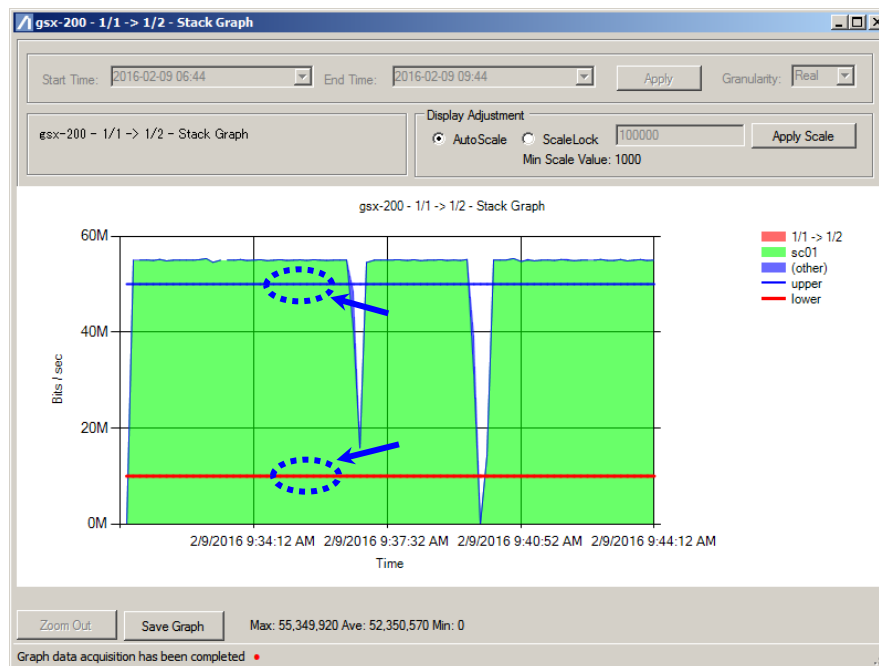 gsx-200 - 1/1 -> 1/2 - Stack Graph
Start Time: 2016-02-09 06:44 End Time: 2016-02-09 09:44 Apply Granularity: Real
gsx-200 - 1/1 -> 1/2 - Stack Graph
Display Adjustment
AutoScale ScaleLock 100000 Apply Scale
Min Scale Value: 1000
gsx-200 - 1/1 -> 1/2 - Stack Graph
60M
40M
20M
0M
Bits / sec
2/9/2016 9:34:12 AM 2/9/2016 9:37:32 AM 2/9/2016 9:40:52 AM 2/9/2016 9:44:12 AM
Time
1/1 -> 1/2
sc01
(other)
upper
lower
Zoom Out Save Graph Max: 55,349,920 Ave: 52,350,570 Min: 0
Graph data acquisition has been completed